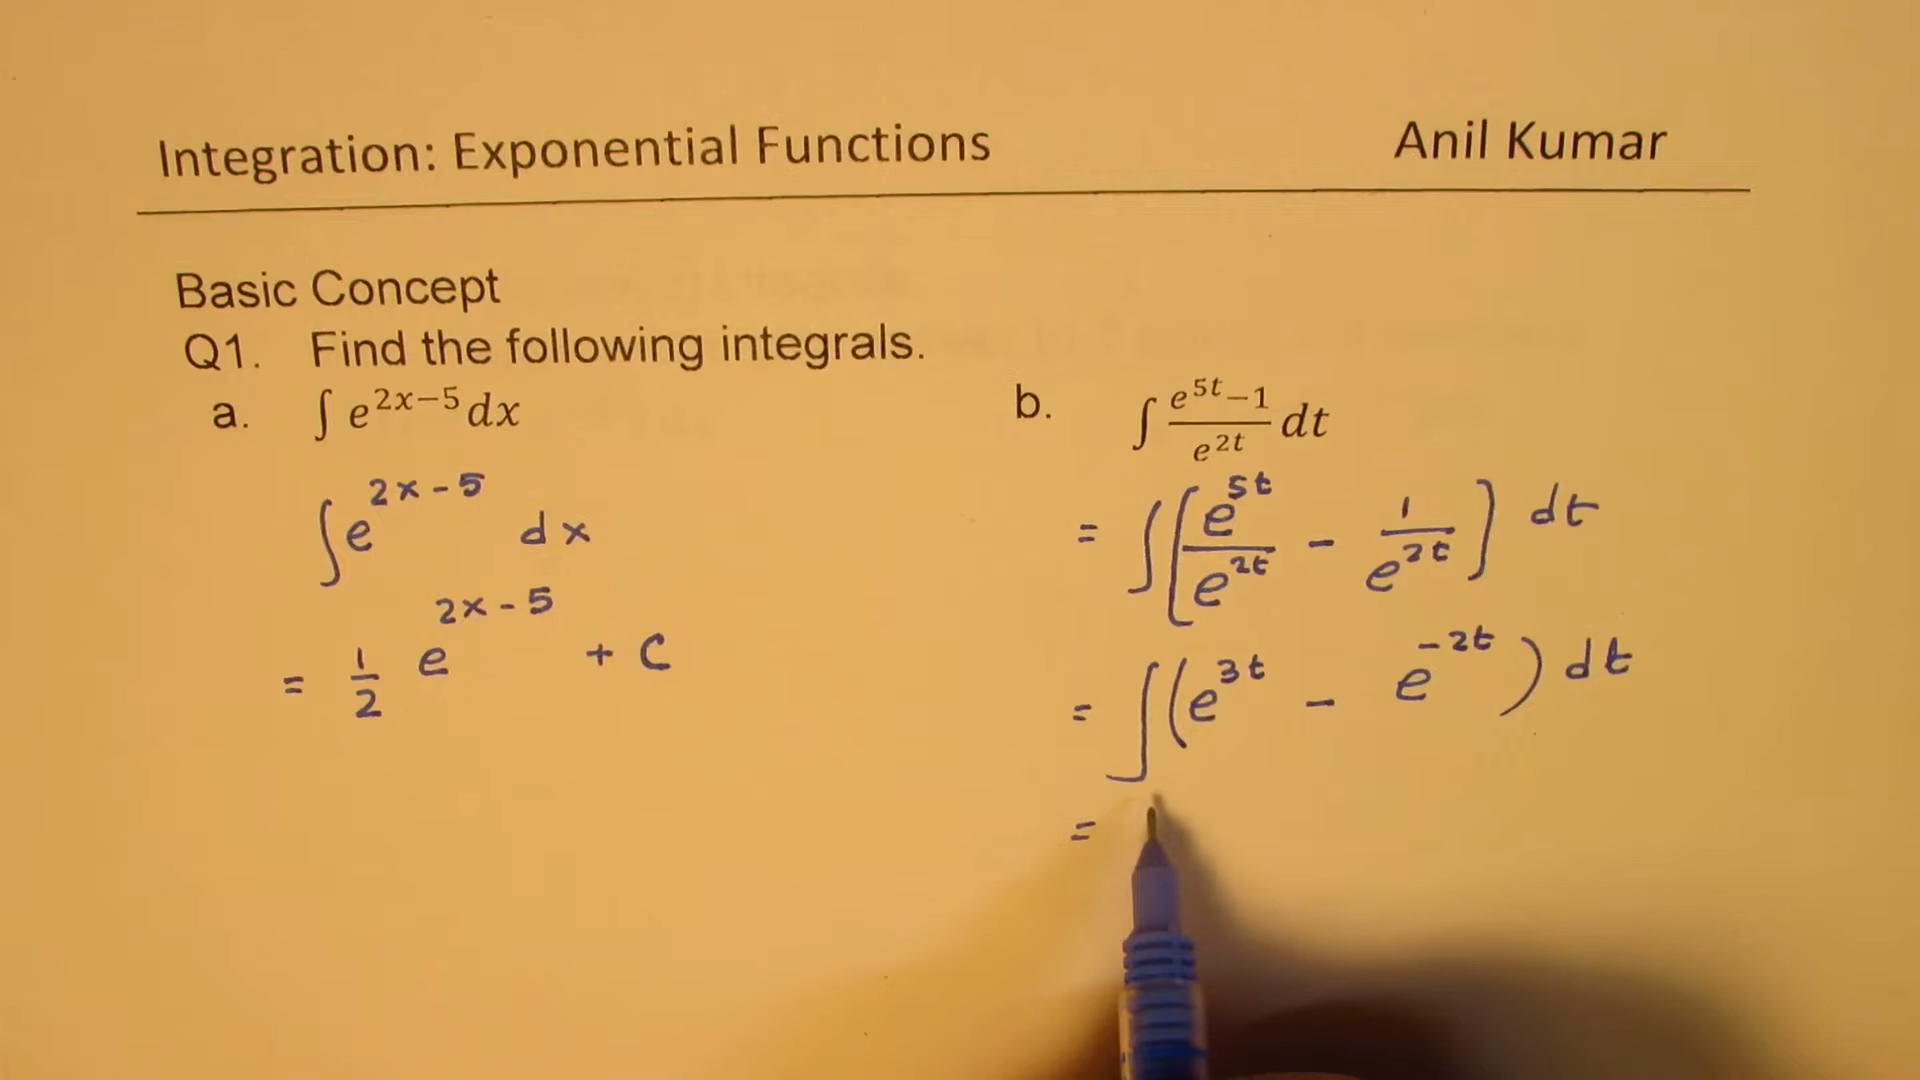 Integration: Exponential Functions Anil Kumar
Basic Concept
Q1. Find the following integrals.
a. ∫ e^{2x−5} dx
∫ e^{2x-5} dx
= 1/2 e^{2x-5} + C
b. ∫ (e^{5t}−1)/e^{2t} dt
= ∫ [e^{5t}/e^{2t} - 1/e^{2t}] dt
= ∫ (e^{3t} - e^{-2t}) dt
=